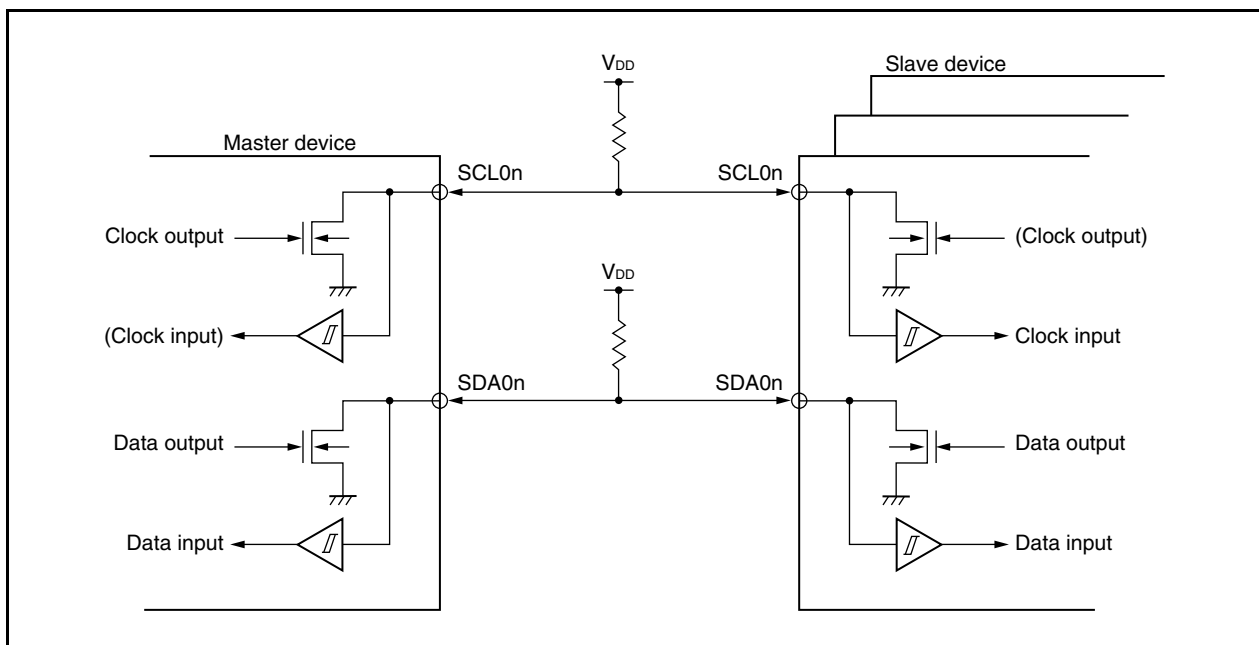 VDD
Slave device
Master device
SCL0n
SCL0n
Clock output
(Clock output)
VDD
(Clock input)
Clock input
SDA0n
SDA0n
Data output
Data output
Data input
Data input